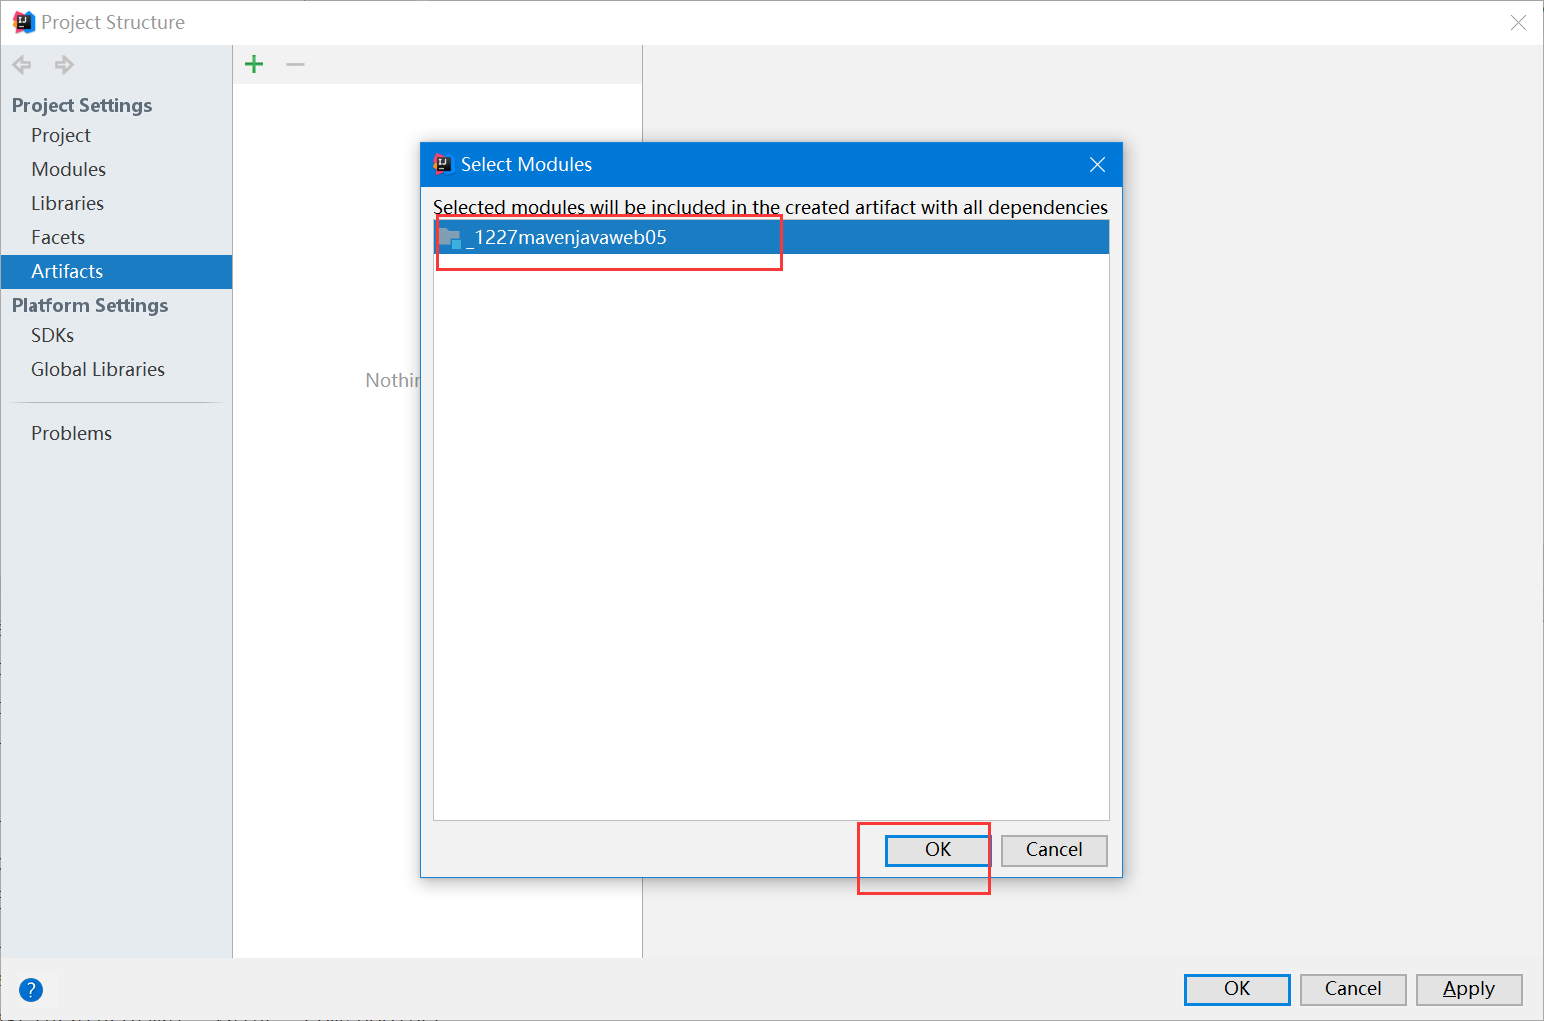 Project Structure
Project Settings
Project
Modules
Libraries
Facets
Artifacts
Platform Settings
SDKs
Global Libraries
Problems
Select Modules
Selected modules will be included in the created artifact with all dependencies
_1227mavenjavaweb05
OK
Cancel
?
OK
Cancel
Apply